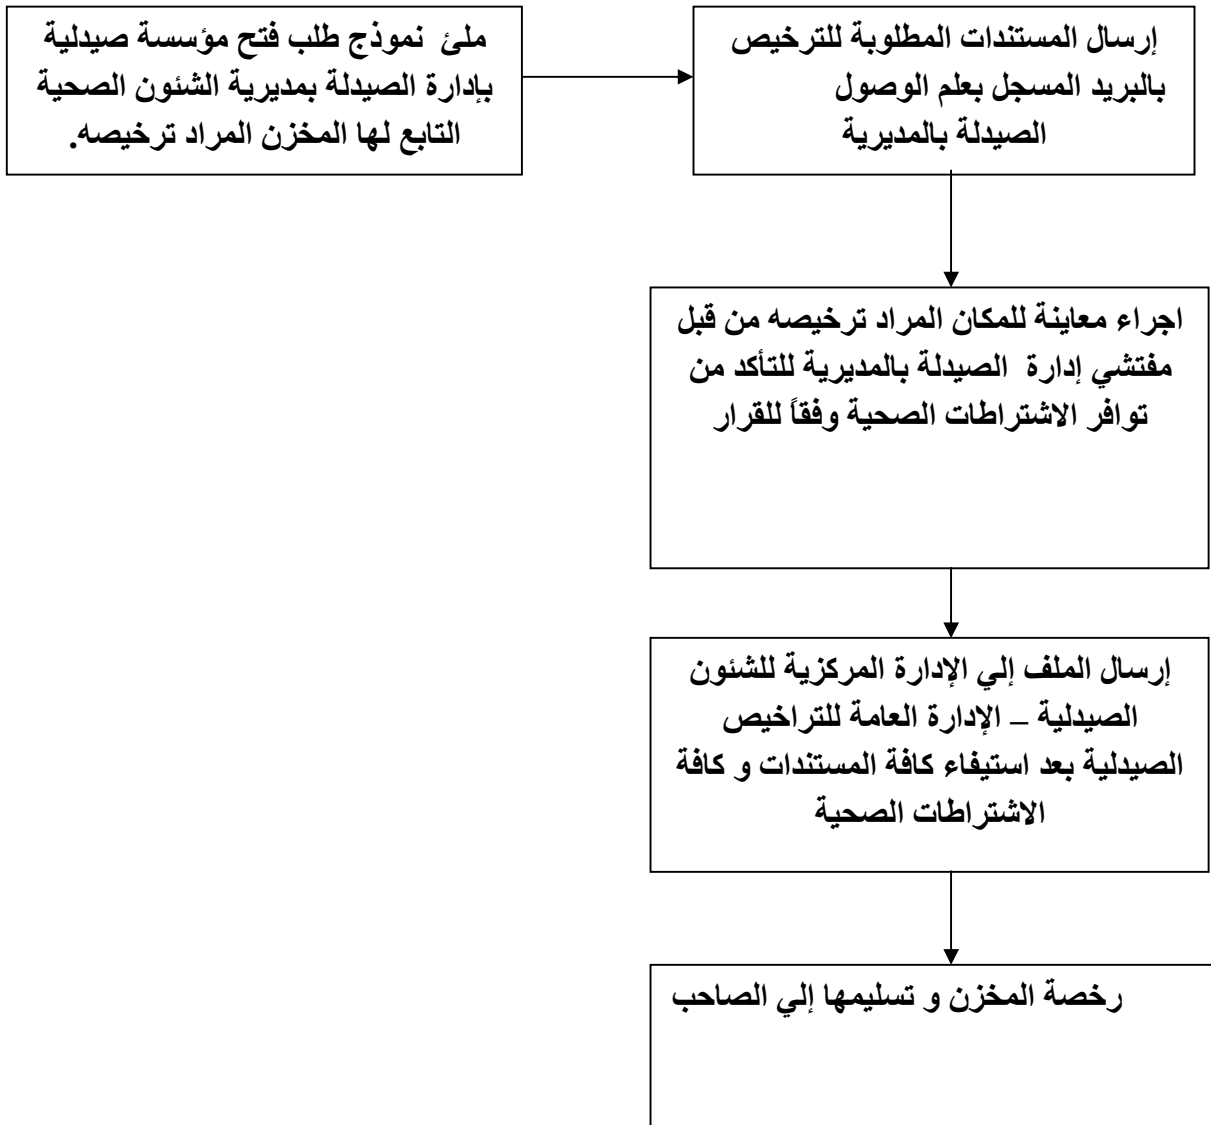 ملئ نموذج طلب فتح مؤسسة صيدلية
بإدارة الصيدلة بمديرية الشئون الصحية
التابع لها المخزن المراد ترخيصه.
إرسال المستندات المطلوبة للترخيص
بالبريد المسجل بعلم الوصول
الصيدلة بالمديرية
اجراء معاينة للمكان المراد ترخيصه من قبل
مفتشي إدارة الصيدلة بالمديرية للتأكد من
توافر الاشتراطات الصحية وفقاً للقرار
إرسال الملف إلي الإدارة المركزية للشئون
الصيدلية – الإدارة العامة للتراخيص
الصيدلية بعد استيفاء كافة المستندات و كافة
الاشتراطات الصحية
رخصة المخزن و تسليمها إلي الصاحب